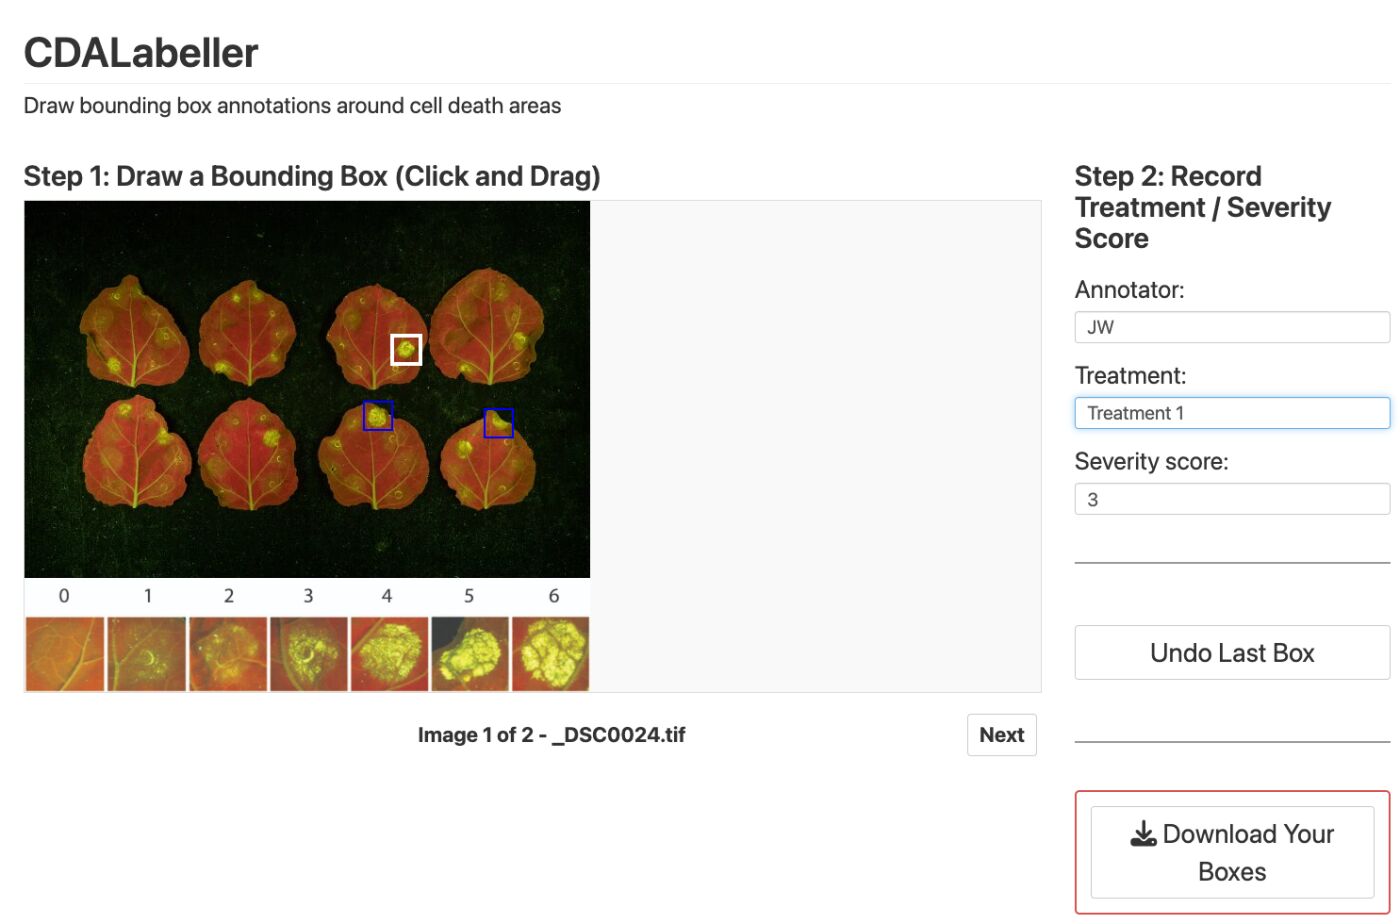 CDALabeller
Draw bounding box annotations around cell death areas
Step 1: Draw a Bounding Box (Click and Drag)
0 1 2 3 4 5 6
Image 1 of 2 - _DSC0024.tif
Next
Step 2: Record
Treatment / Severity
Score
Annotator:
JW
Treatment:
Treatment 1
Severity score:
3
Undo Last Box
Download Your
Boxes